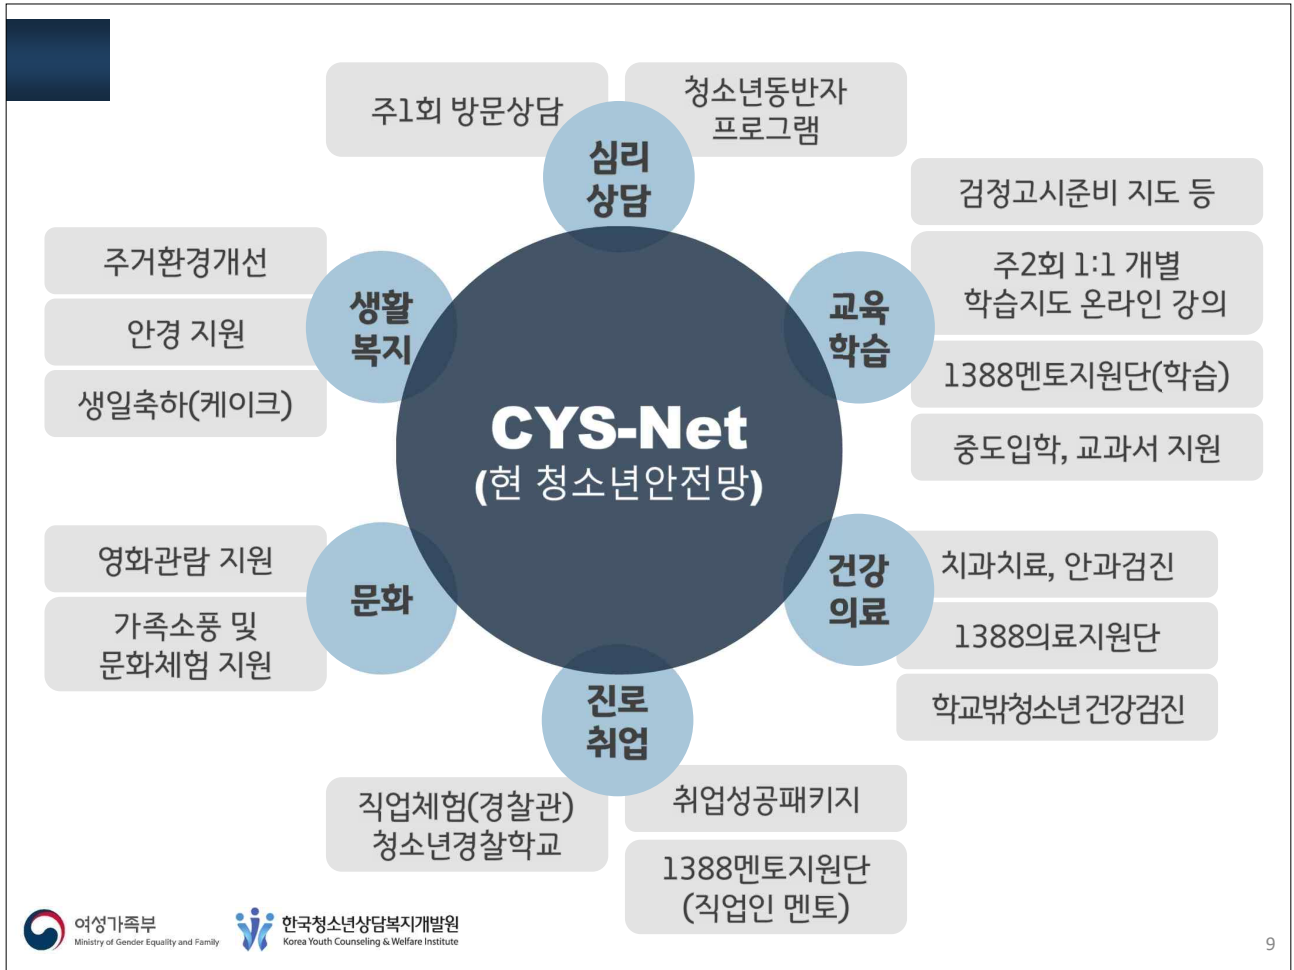 주1회 방문상담
청소년동반자
프로그램
심리
상담
검정고시준비 지도 등
주2회 1:1 개별
학습지도 온라인 강의
1388멘토지원단(학습)
중도입학, 교과서 지원
교육
학습
주거환경개선
안경 지원
생일축하(케이크)
생활
복지
CYS-Net
(현 청소년안전망)
영화관람 지원
가족소풍 및
문화체험 지원
문화
건강
의료
치과치료, 안과검진
1388의료지원단
학교밖청소년 건강검진
진로
취업
직업체험(경찰관)
청소년경찰학교
취업성공패키지
1388멘토지원단
(직업인 멘토)
여성가족부
Ministry of Gender Equality and Family
한국청소년상담복지개발원
Korea Youth Counseling & Welfare Institute
9